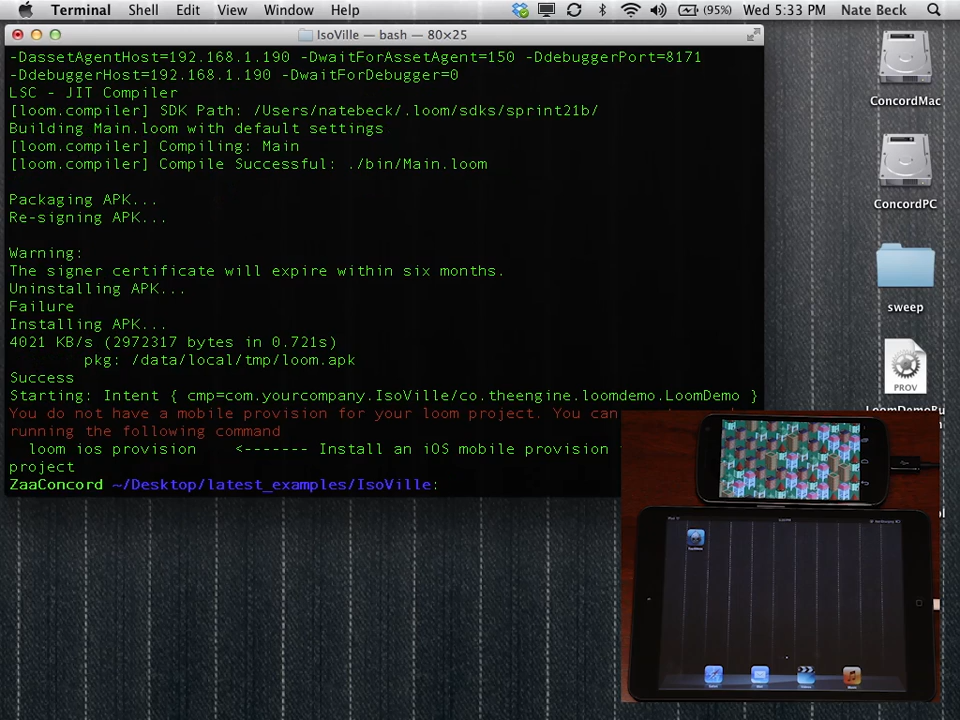 Terminal Shell Edit View Window Help (95%) Wed 5:33 PM Nate Beck
IsoVille — bash — 80×25
-DassetAgentHost=192.168.1.190 -DwaitForAssetAgent=150 -DdebuggerPort=8171
-DdebuggerHost=192.168.1.190 -DwaitForDebugger=0
LSC - JIT Compiler
[loom.compiler] SDK Path: /Users/natebeck/.loom/sdks/sprint21b/
Building Main.loom with default settings
[loom.compiler] Compiling: Main
[loom.compiler] Compile Successful: ./bin/Main.loom
Packaging APK...
Re-signing APK...
Warning:
The signer certificate will expire within six months.
Uninstalling APK...
Failure
Installing APK...
4021 KB/s (2972317 bytes in 0.721s)
pkg: /data/local/tmp/loom.apk
Success
Starting: Intent { cmp=com.yourcompany.IsoVille/co.theengine.loomdemo.LoomDemo }
You do not have a mobile provision for your loom project. You can
running the following command
loom ios provision <------- Install an iOS mobile provision
project
ZaaConcord ~/Desktop/latest_examples/IsoVille:
ConcordMac
ConcordPC
sweep
PROV